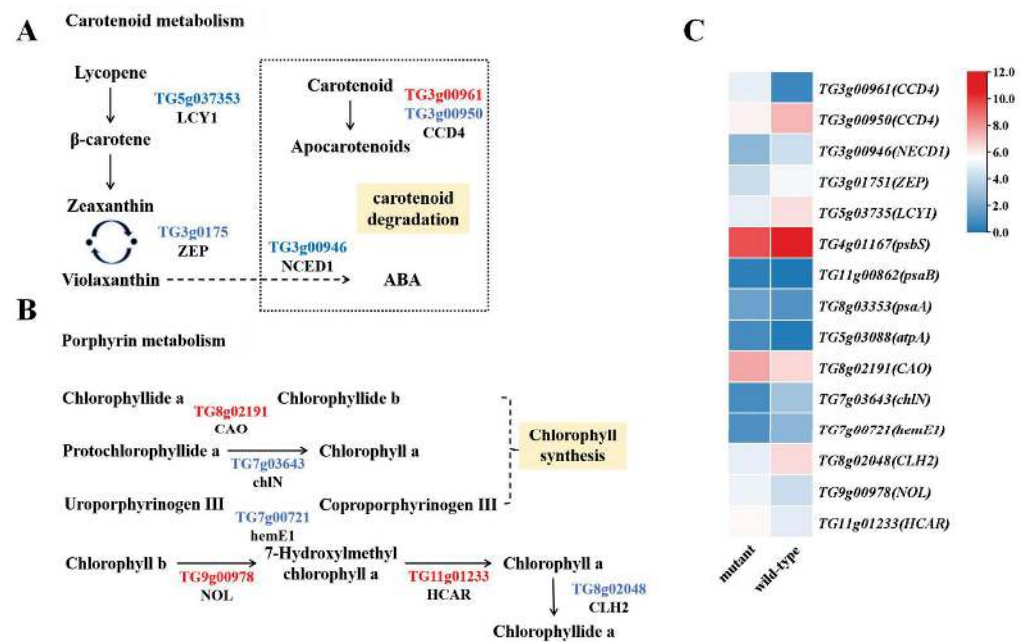 A
Carotenoid metabolism
Lycopene
TG5g037353
LCY1
β-carotene
Zeaxanthin
TG3g0175
ZEP
Violaxanthin
Carotenoid
TG3g00961
TG3g00950
CCD4
Apocarotenoids
carotenoid
degradation
TG3g00946
NCED1
ABA
B
Porphyrin metabolism
Chlorophyllide a
TG8g02191
CAO
Chlorophyllide b
Protochlorophyllide a
TG7g03643
chlN
Chlorophyll a
Uroporphyrinogen III
TG7g00721
hemE1
Coproporphyrinogen III
Chlorophyll
synthesis
Chlorophyll b
TG9g00978
NOL
7-Hydroxylmethyl
chlorophyll a
TG11g01233
HCAR
Chlorophyll a
TG8g02048
CLH2
Chlorophyllide a
C
TG3g00961(CCD4)
TG3g00950(CCD4)
TG3g00946(NECD1)
TG3g01751(ZEP)
TG5g03735(LCY1)
TG4g01167(psbS)
TG11g00862(psaB)
TG8g03353(psaA)
TG5g03088(atpA)
TG8g02191(CAO)
TG7g03643(chlN)
TG7g00721(hemE1)
TG8g02048(CLH2)
TG9g00978(NOL)
TG11g01233(HCAR)
mutant
wild-type
12.0
10.0
8.0
6.0
4.0
2.0
0.0